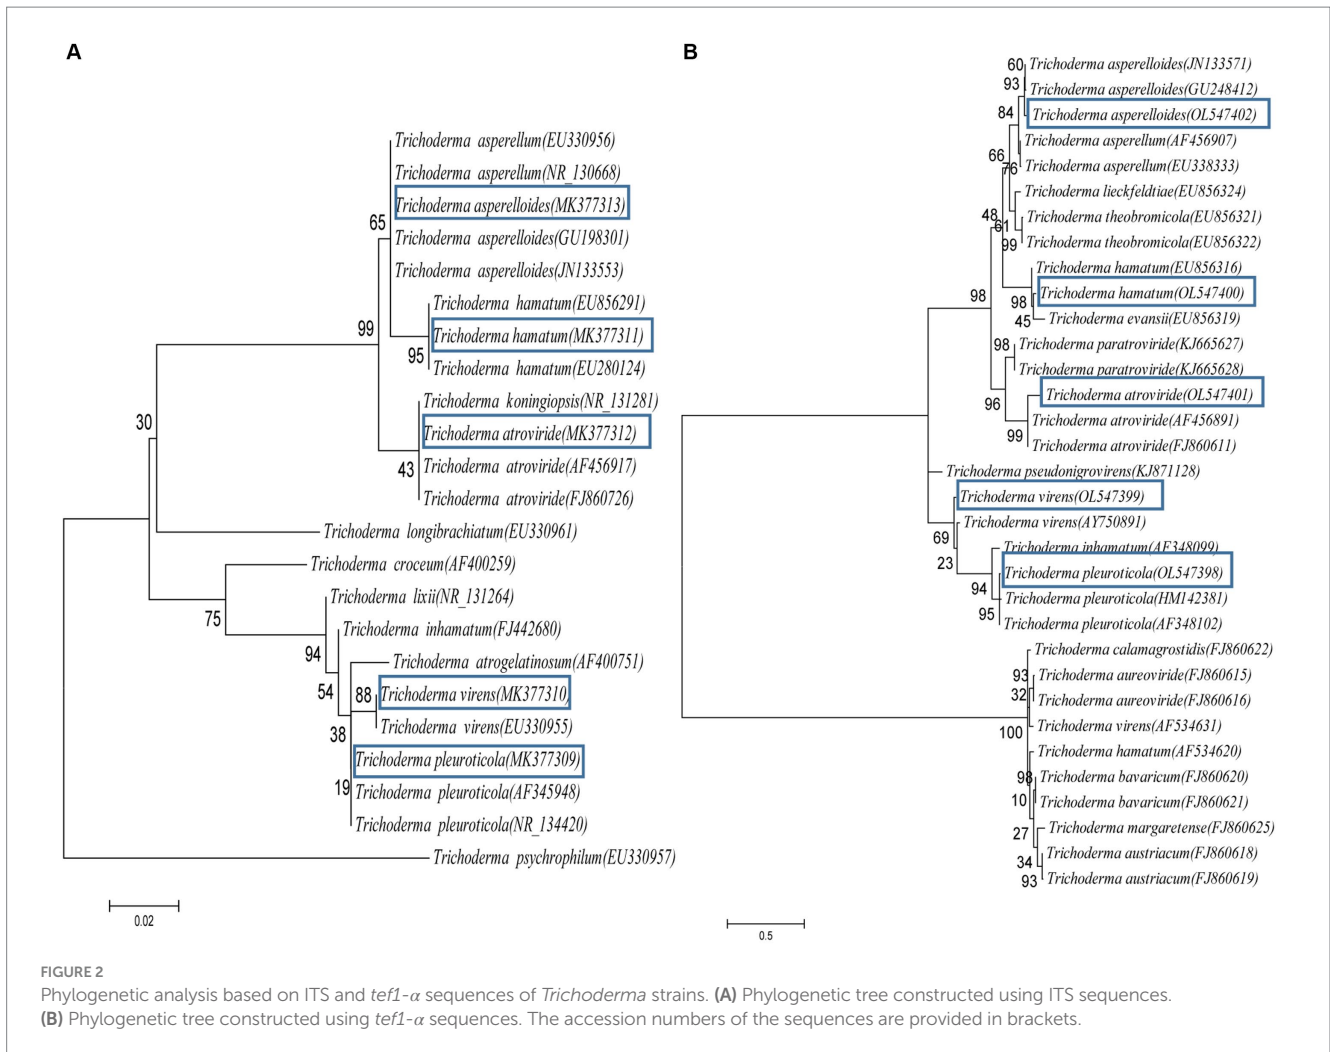 A
Trichoderma asperellum(EU330956)
Trichoderma asperellum(NR_130668)
Trichoderma asperelloides(MK377313)
65
Trichoderma asperelloides(GU198301)
Trichoderma asperelloides(JN133553)
Trichoderma hamatum(EU856291)
99
Trichoderma hamatum(MK377311)
95
Trichoderma hamatum(EU280124)
Trichoderma koningiopsis(NR_131281)
30
Trichoderma atroviride(MK377312)
43
Trichoderma atroviride(AF456917)
Trichoderma atroviride(FJ860726)
Trichoderma longibrachiatum(EU330961)
Trichoderma croceum(AF400259)
Trichoderma lixii(NR_131264)
75
Trichoderma inhamatum(FJ442680)
94
Trichoderma atrogelatinosum(AF400751)
54
88
Trichoderma virens(MK377310)
38
Trichoderma virens(EU330955)
Trichoderma pleuroticola(MK377309)
19
Trichoderma pleuroticola(AF345948)
Trichoderma pleuroticola(NR_134420)
Trichoderma psychrophilum(EU330957)
0.02
B
60
Trichoderma asperelloides(JN133571)
93
Trichoderma asperelloides(GU248412)
84
Trichoderma asperelloides(OL547402)
Trichoderma asperellum(AF456907)
66
76
Trichoderma asperellum(EU338333)
Trichoderma lieckfeldtiae(EU856324)
48
61
Trichoderma theobromicola(EU856321)
99
Trichoderma theobromicola(EU856322)
Trichoderma hamatum(EU856316)
98
98
Trichoderma hamatum(OL547400)
45
Trichoderma evansii(EU856319)
98
Trichoderma paratroviride(KJ665627)
Trichoderma paratroviride(KJ665628)
96
Trichoderma atroviride(OL547401)
Trichoderma atroviride(AF456891)
99
Trichoderma atroviride(FJ860611)
Trichoderma pseudonigrovirens(KJ871128)
Trichoderma virens(OL547399)
Trichoderma virens(AY750891)
69
Trichoderma inhamatum(AF348099)
23
Trichoderma pleuroticola(OL547398)
94
Trichoderma pleuroticola(HM142381)
95
Trichoderma pleuroticola(AF348102)
Trichoderma calamagrostidis(FJ860622)
93
Trichoderma aureoviride(FJ860615)
32
Trichoderma aureoviride(FJ860616)
100
Trichoderma virens(AF534631)
Trichoderma hamatum(AF534620)
98
Trichoderma bavaricum(FJ860620)
10
Trichoderma bavaricum(FJ860621)
27
Trichoderma margaretense(FJ860625)
34
Trichoderma austriacum(FJ860618)
93
Trichoderma austriacum(FJ860619)
0.5
FIGURE 2
Phylogenetic analysis based on ITS and tef1-α sequences of Trichoderma strains. (A) Phylogenetic tree constructed using ITS sequences.
(B) Phylogenetic tree constructed using tef1-α sequences. The accession numbers of the sequences are provided in brackets.